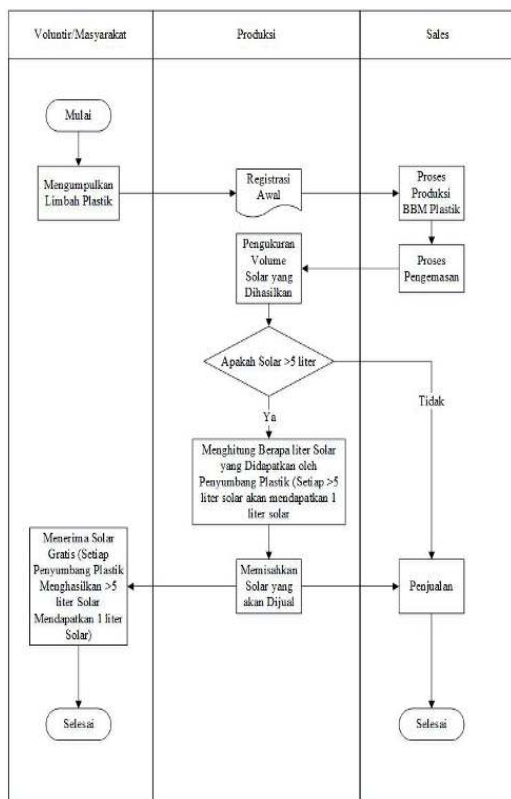 Voluntir/Masyarakat
Produksi
Sales
Mulai
Mengumpulkan
Limbah Plastik
Registrasi
Awal
Proses
Produksi
BBM Plastik
Proses
Pengemasan
Pengukuran
Volume
Solar yang
Dihasilkan
Apakah Solar >5 liter
Tidak
Ya
Menghitung Berapa liter Solar
yang Didapatkan oleh
Penyumbang Plastik (Setiap >5
liter solar akan mendapatkan 1
liter solar
Menerima Solar
Gratis (Setiap
Penyumbang Plastik
Menghasilkan >5
liter Solar
Mendapatkan 1 liter
Solar)
Memisahkan
Solar yang
akan Dijual
Penjualan
Selesai
Selesai